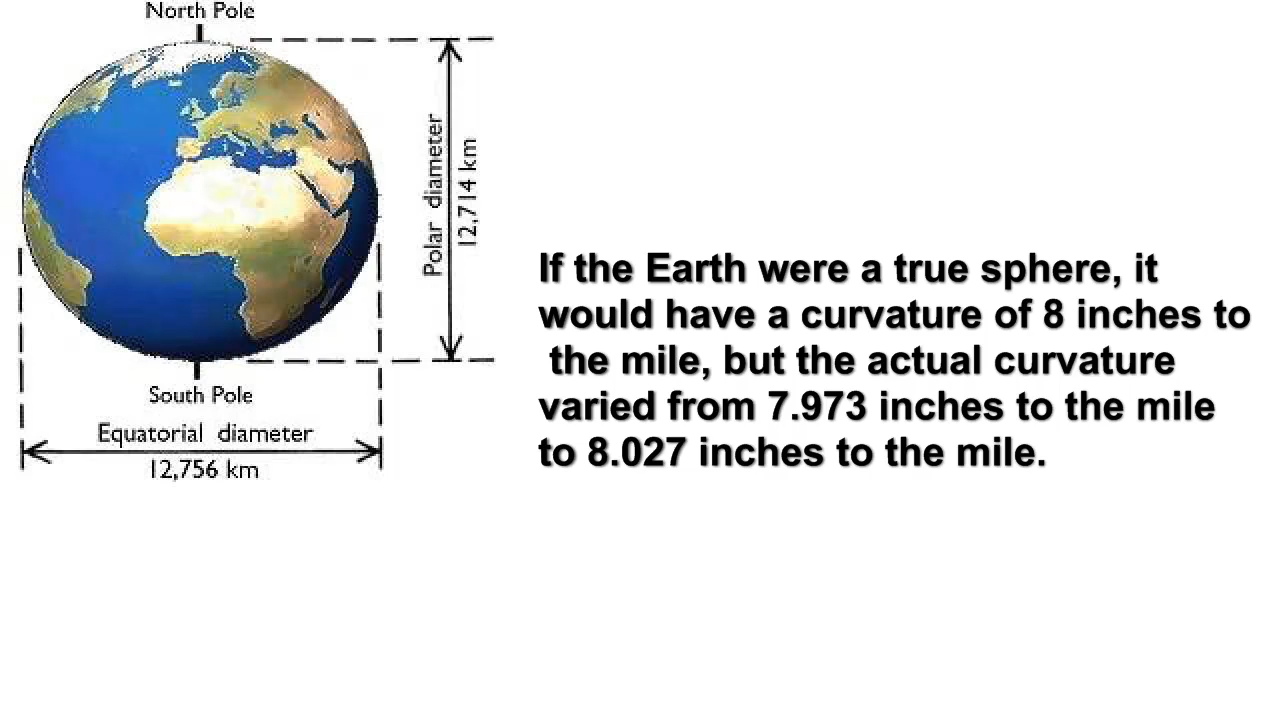 North Pole
Polar diameter
12,714 km
South Pole
Equatorial diameter
12,756 km
If the Earth were a true sphere, it
would have a curvature of 8 inches to
the mile, but the actual curvature
varied from 7.973 inches to the mile
to 8.027 inches to the mile.